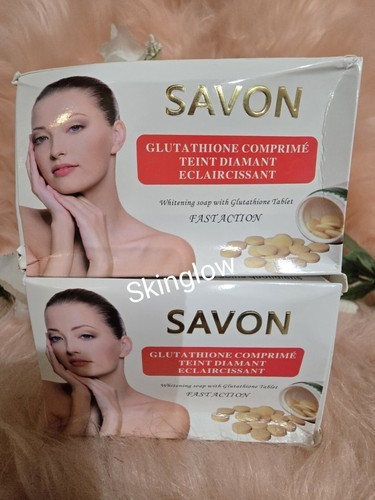 SAVON
GLUTATHIONE COMPRIMÉ
TEINT DIAMANT
ECLAIRCISSANT
Whitening soap with Glutathione Tablet
FAST ACTION
Skinglow
SAVON
GLUTATHIONE COMPRIMÉ
TEINT DIAMANT
ECLAIRCISSANT
Whitening soap with Glutathione Tablet
FAST ACTION